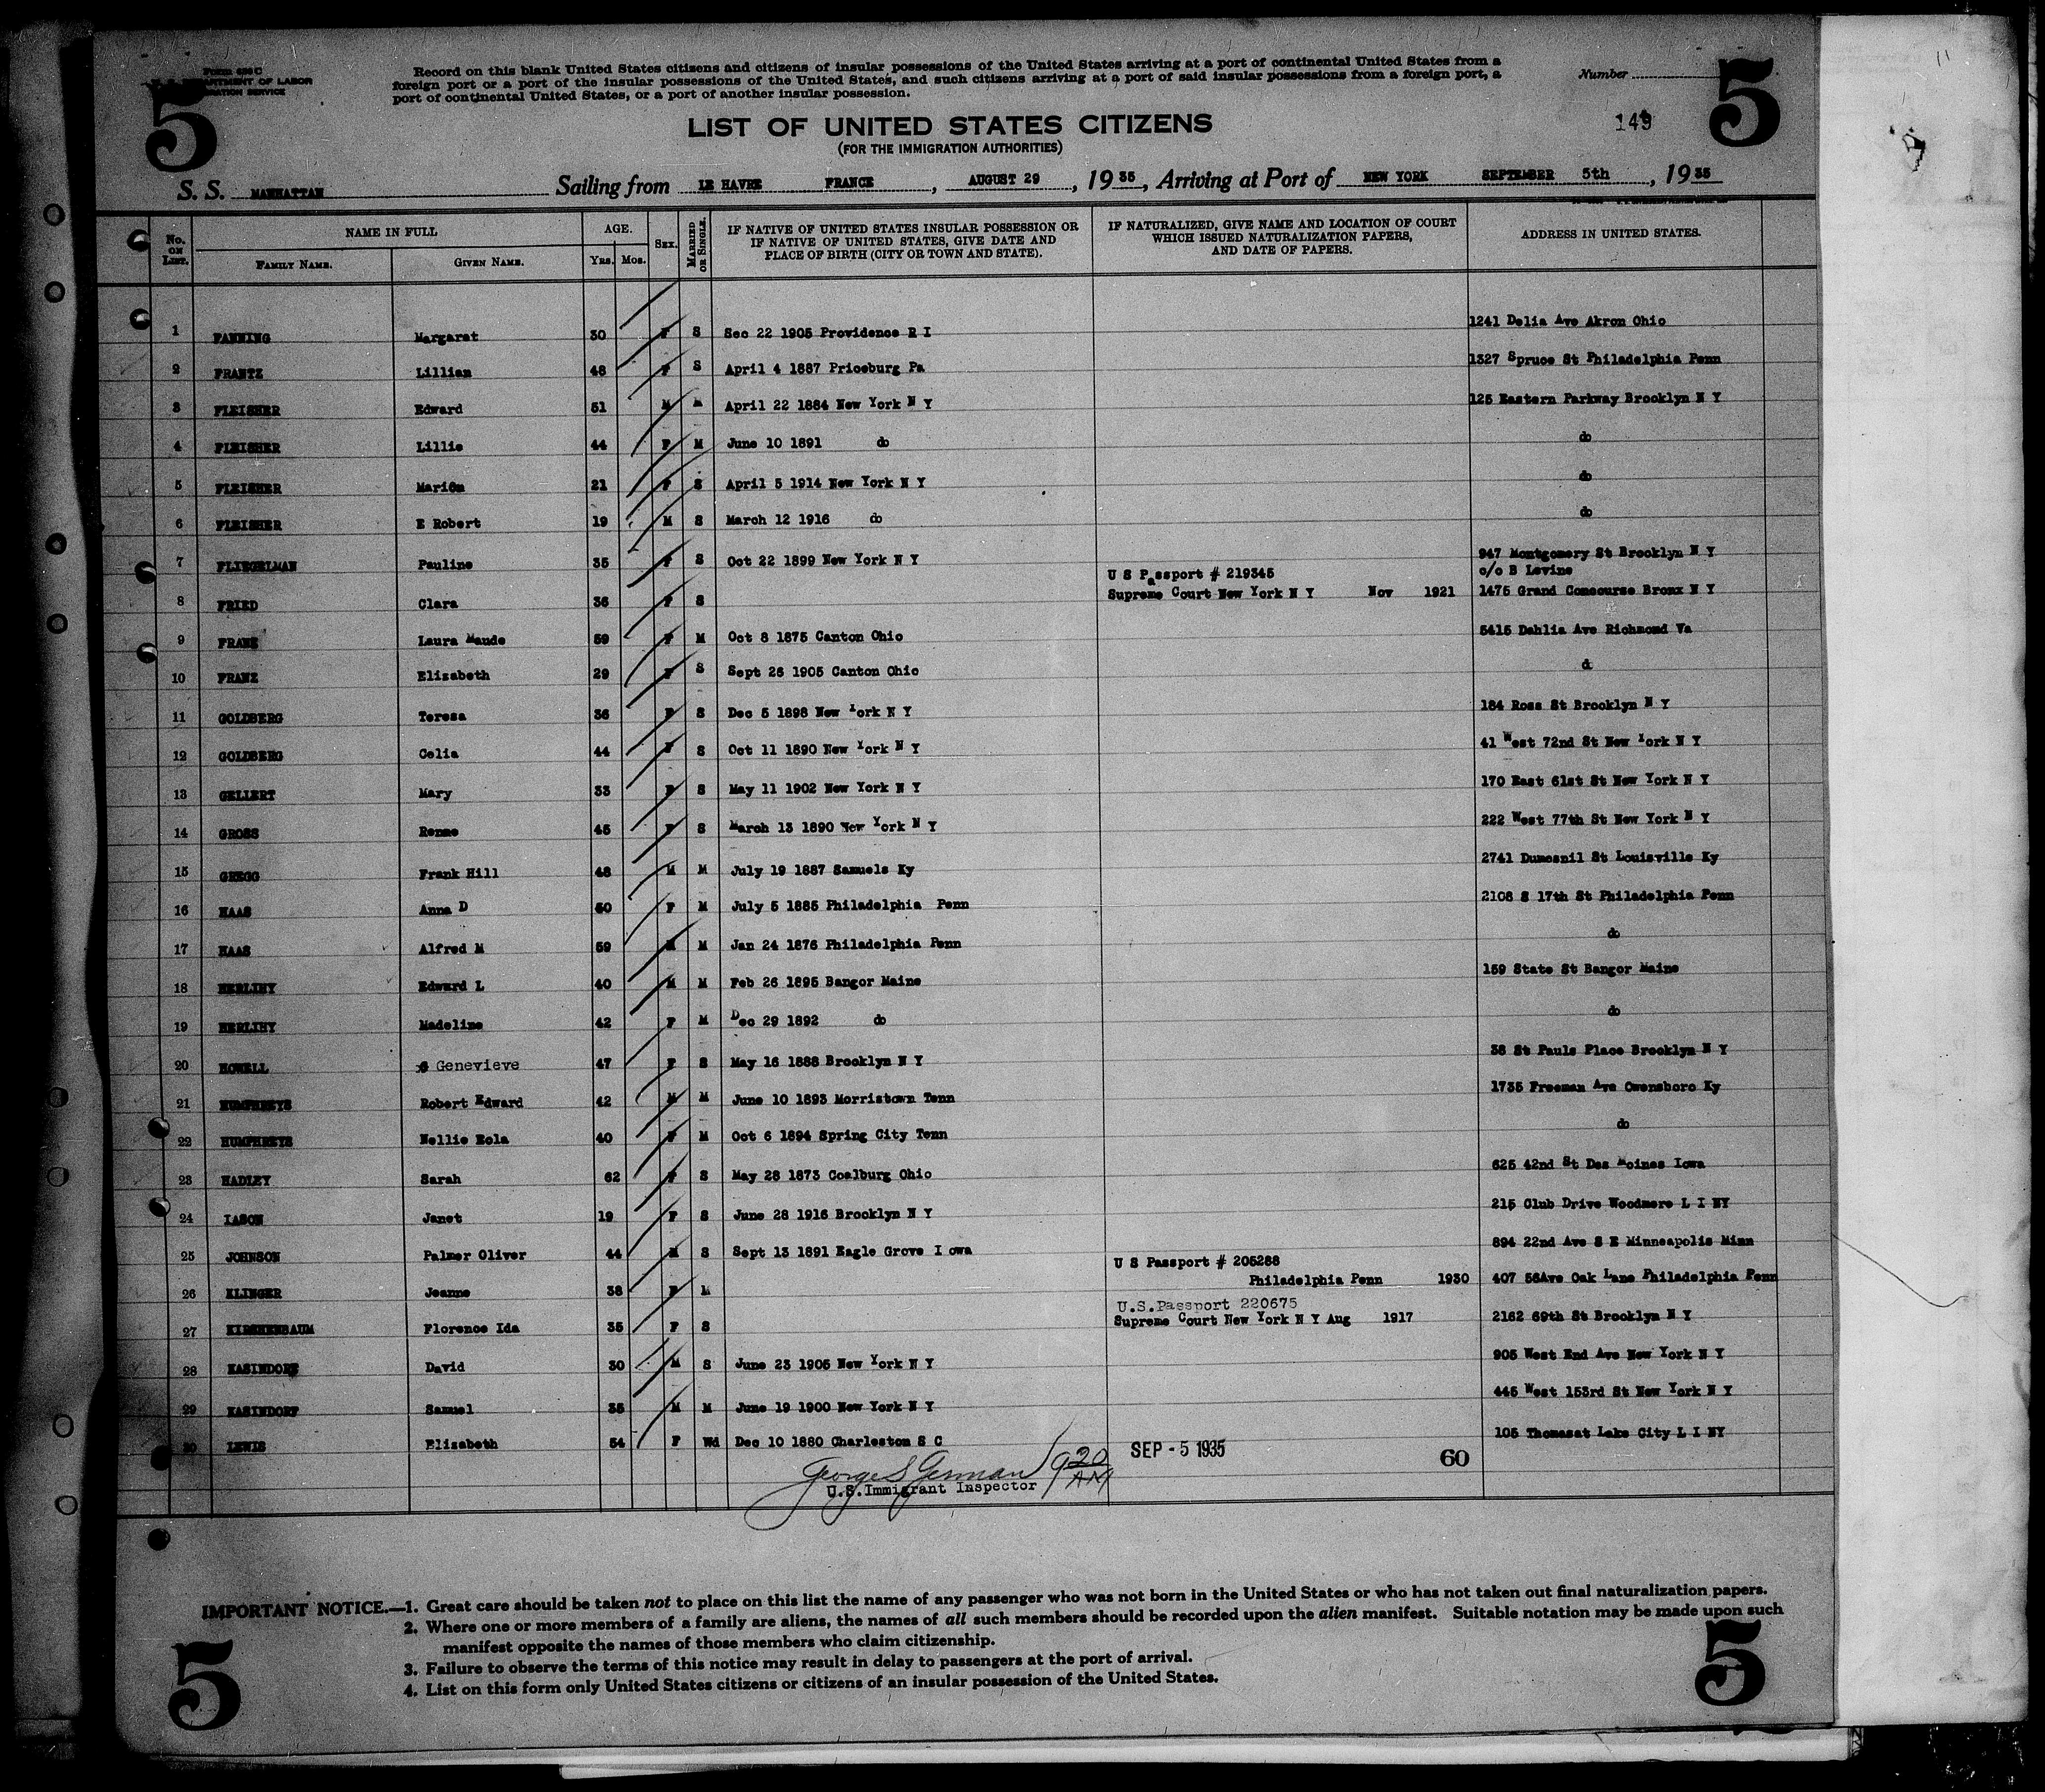 Form 630 C
U. S. DEPARTMENT OF LABOR
IMMIGRATION SERVICE
5
Record on this blank United States citizens and citizens of insular possessions of the United States arriving at a port of continental United States from a
foreign port or a port of the insular possessions of the United States, and such citizens arriving at a port of said insular possessions from a foreign port, a
port of continental United States, or a port of another insular possession.
Number
5
149
LIST OF UNITED STATES CITIZENS
(FOR THE IMMIGRATION AUTHORITIES)
S. S. MANHATTAN Sailing from LE HAVRE FRANCE, AUGUST 29, 1935, Arriving at Port of NEW YORK SEPTEMBER 5th, 1935
No. ON LIST. NAME IN FULL FAMILY NAME. GIVEN NAME. AGE. YRS. MOS. SEX. MARRIED OR SINGLE. IF NATIVE OF UNITED STATES INSULAR POSSESSION OR IF NATIVE OF UNITED STATES, GIVE DATE AND PLACE OF BIRTH (CITY OR TOWN AND STATE). IF NATURALIZED, GIVE NAME AND LOCATION OF COURT WHICH ISSUED NATURALIZATION PAPERS, AND DATE OF PAPERS. ADDRESS IN UNITED STATES.
1 FANNING Margarat 30 F S Sec 22 1905 Providence R I 1241 Delia Ave Akron Ohio
2 FRANTZ Lillian 48 F S April 4 1887 Priceburg Pa 1327 Spruce St Philadelphia Penn
3 FLEISHER Edward 51 M M April 22 1884 New York N Y 125 Eastern Parkway Brooklyn N Y
4 FLEISHER Lillie 44 F M June 10 1891 do do
5 FLEISHER Marion 21 F S April 5 1914 New York N Y do
6 FLEISHER E Robert 19 M S March 12 1916 do do
7 FLIEGELMAN Pauline 35 F S Oct 22 1899 New York N Y 947 Montgomery St Brooklyn N Y
c/o B Levine
U S Passport # 219345
8 FRIED Clara 36 F S Supreme Court New York N Y Nov 1921 1475 Grand Concourse Bronx N Y
9 FRANZ Laura Maude 59 F M Oct 8 1875 Canton Ohio 5415 Dahlia Ave Richmond Va
10 FRANZ Elizabeth 29 F S Sept 26 1905 Canton Ohio d
11 GOLDBERG Teresa 36 F S Dec 5 1898 New York N Y 184 Ross St Brooklyn N Y
12 GOLDBERG Celia 44 F S Oct 11 1890 New York N Y 41 West 72nd St New York N Y
13 GELLERT Mary 33 F S May 11 1902 New York N Y 170 East 61st St New York N Y
14 GROSS Renne 45 F S March 13 1890 New York N Y 222 West 77th St New York N Y
15 GREGG Frank Hill 48 M M July 19 1887 Samuels Ky 2741 Dumesnil St Louisville Ky
16 HAAS Anna D 50 F M July 5 1885 Philadelphia Penn 2108 S 17th St Philadelphia Penn
17 HAAS Alfred M 59 M M Jan 24 1876 Philadelphia Penn do
18 HERLIHY Edward L 40 M M Feb 26 1895 Bangor Maine 159 State St Bangor Maine
19 HERLIHY Madeline 42 F M Dec 29 1892 do do
20 HOWELL Genevieve 47 F S May 16 1888 Brooklyn N Y 38 St Pauls Place Brooklyn N Y
21 HUMPHREYS Robert Edward 42 M M June 10 1893 Morristown Tenn 1735 Freeman Ave Owensboro Ky
22 HUMPHREYS Nellie Eola 40 F M Oct 6 1894 Spring City Tenn do
23 HADLEY Sarah 62 F S May 28 1873 Coalburg Ohio 625 42nd St Des Moines Iowa
24 IASON Janet 19 F S June 28 1916 Brooklyn N Y 215 Club Drive Woodmere L I NY
25 JOHNSON Palmer Oliver 44 M S Sept 13 1891 Eagle Grove I owa 894 22nd Ave S E Minneapolis Minn
U S Passport # 205288
26 KLINGER Jeanne 38 F M Philadelphia Penn 1930 407 56Ave Oak Lane Philadelphia Penn
U.S.Passport 220675
27 KIRSHENBAUM Florence Ida 35 F S Supreme Court New York N Y Aug 1917 2162 69th St Brooklyn N Y
28 KASINDORF David 30 M S June 23 1905 New York N Y 905 West End Ave New York N Y
29 KASINDORF Samuel 35 M M June 19 1900 New York N Y 445 West 153rd St New York N Y
30 LEWIS Elizabeth 54 F Wd Dec 10 1880 Charleston S C 105 Thomasat Lake City L I NY
George S German 920 AM SEP - 5 1935 60
U.S.Immigrant Inspector
IMPORTANT NOTICE.—1. Great care should be taken not to place on this list the name of any passenger who was not born in the United States or who has not taken out final naturalization papers.
2. Where one or more members of a family are aliens, the names of all such members should be recorded upon the alien manifest. Suitable notation may be made upon such
manifest opposite the names of those members who claim citizenship.
3. Failure to observe the terms of this notice may result in delay to passengers at the port of arrival.
4. List on this form only United States citizens or citizens of an insular possession of the United States.
5
5